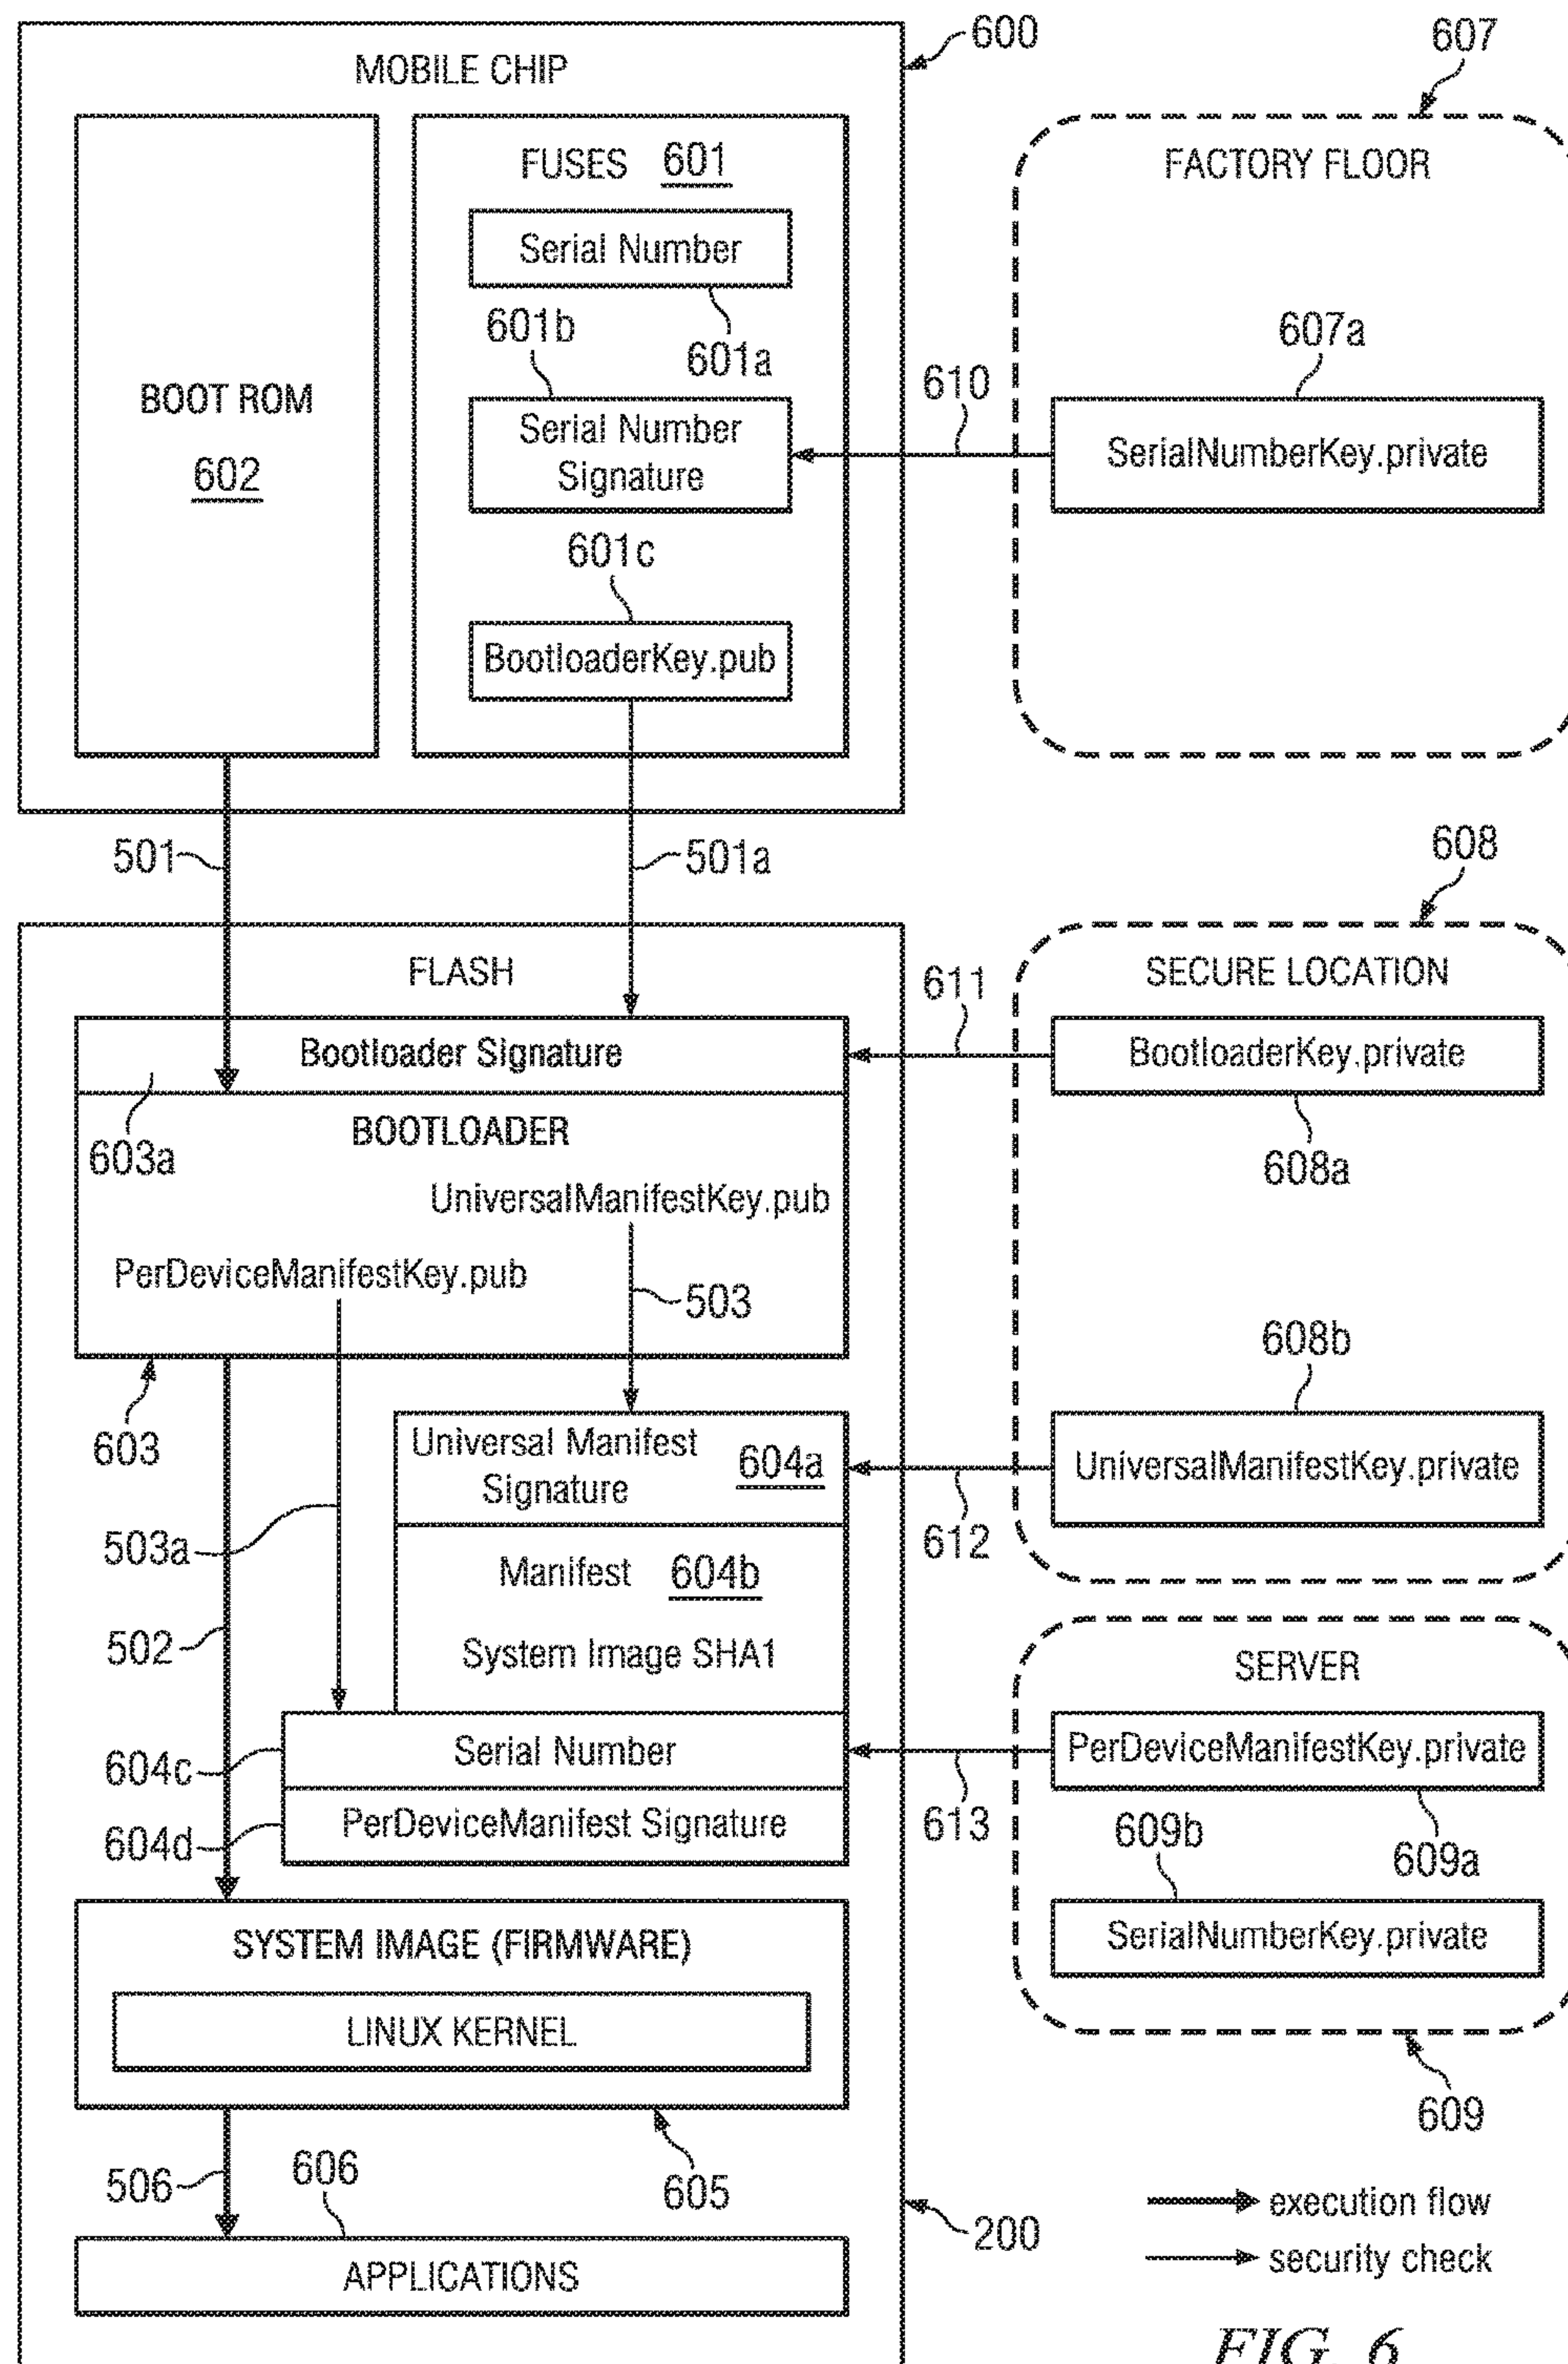 600
607
MOBILE CHIP
FUSES 601
FACTORY FLOOR
Serial Number
601b
601a
607a
BOOT ROM
602
Serial Number
Signature
610
SerialNumberKey.private
601c
BootloaderKey.pub
501
501a
608
FLASH
611
SECURE LOCATION
Bootloader Signature
BootloaderKey.private
603a
BOOTLOADER
608a
UniversalManifestKey.pub
PerDeviceManifestKey.pub
503
608b
603
Universal Manifest
Signature
604a
UniversalManifestKey.private
503a
612
Manifest 604b
502
System Image SHA1
SERVER
604c
Serial Number
PerDeviceManifestKey.private
604d
PerDeviceManifest Signature
613
609b
609a
SYSTEM IMAGE (FIRMWARE)
SerialNumberKey.private
LINUX KERNEL
609
506
606
605
execution flow
200
security check
APPLICATIONS
FIG. 6